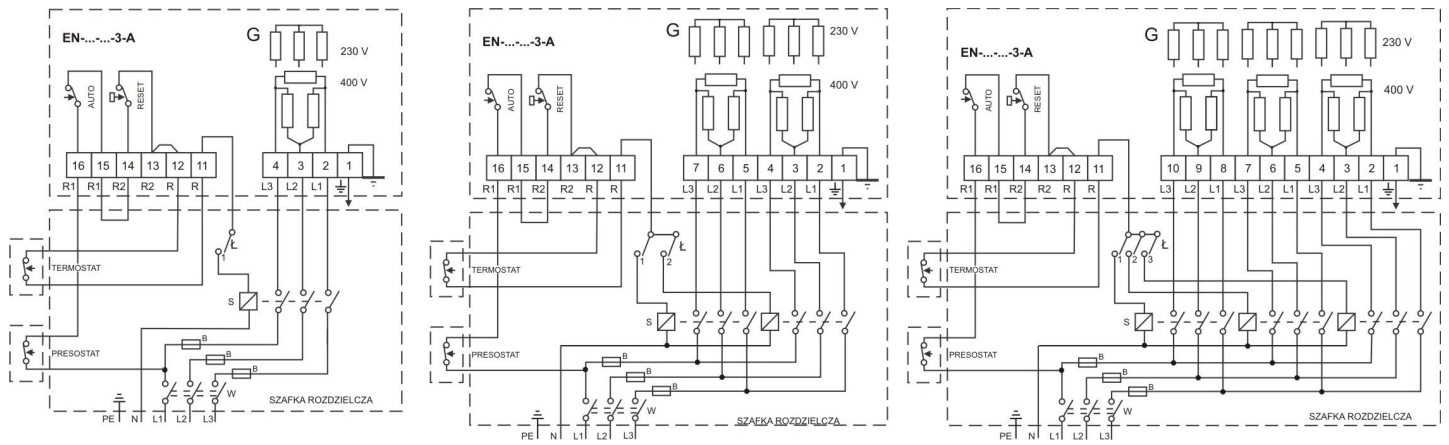 EN-...-...-3-A
G
230 V
400 V
AUTO
RESET
16 15 14 13 12 11 4 3 2 1
R1 R1 R2 R2 R R L3 L2 L1
Ł
1
TERMOSTAT
S
PRESOSTAT
B
B
B
W
SZAFKA ROZDZIELCZA
PE N L1 L2 L3
EN-...-...-3-A
G
230 V
400 V
AUTO
RESET
16 15 14 13 12 11 7 6 5 4 3 2 1
R1 R1 R2 R2 R R L3 L2 L1 L3 L2 L1
Ł
1 2
TERMOSTAT
S
PRESOSTAT
B
B
B
W
SZAFKA ROZDZIELCZA
PE N L1 L2 L3
EN-...-...-3-A
G
230 V
400 V
AUTO
RESET
16 15 14 13 12 11 10 9 8 7 6 5 4 3 2 1
R1 R1 R2 R2 R R L3 L2 L1 L3 L2 L1 L3 L2 L1
Ł
1 2 3
TERMOSTAT
S
PRESOSTAT
B
B
B
W
SZAFKA ROZDZIELCZA
PE N L1 L2 L3